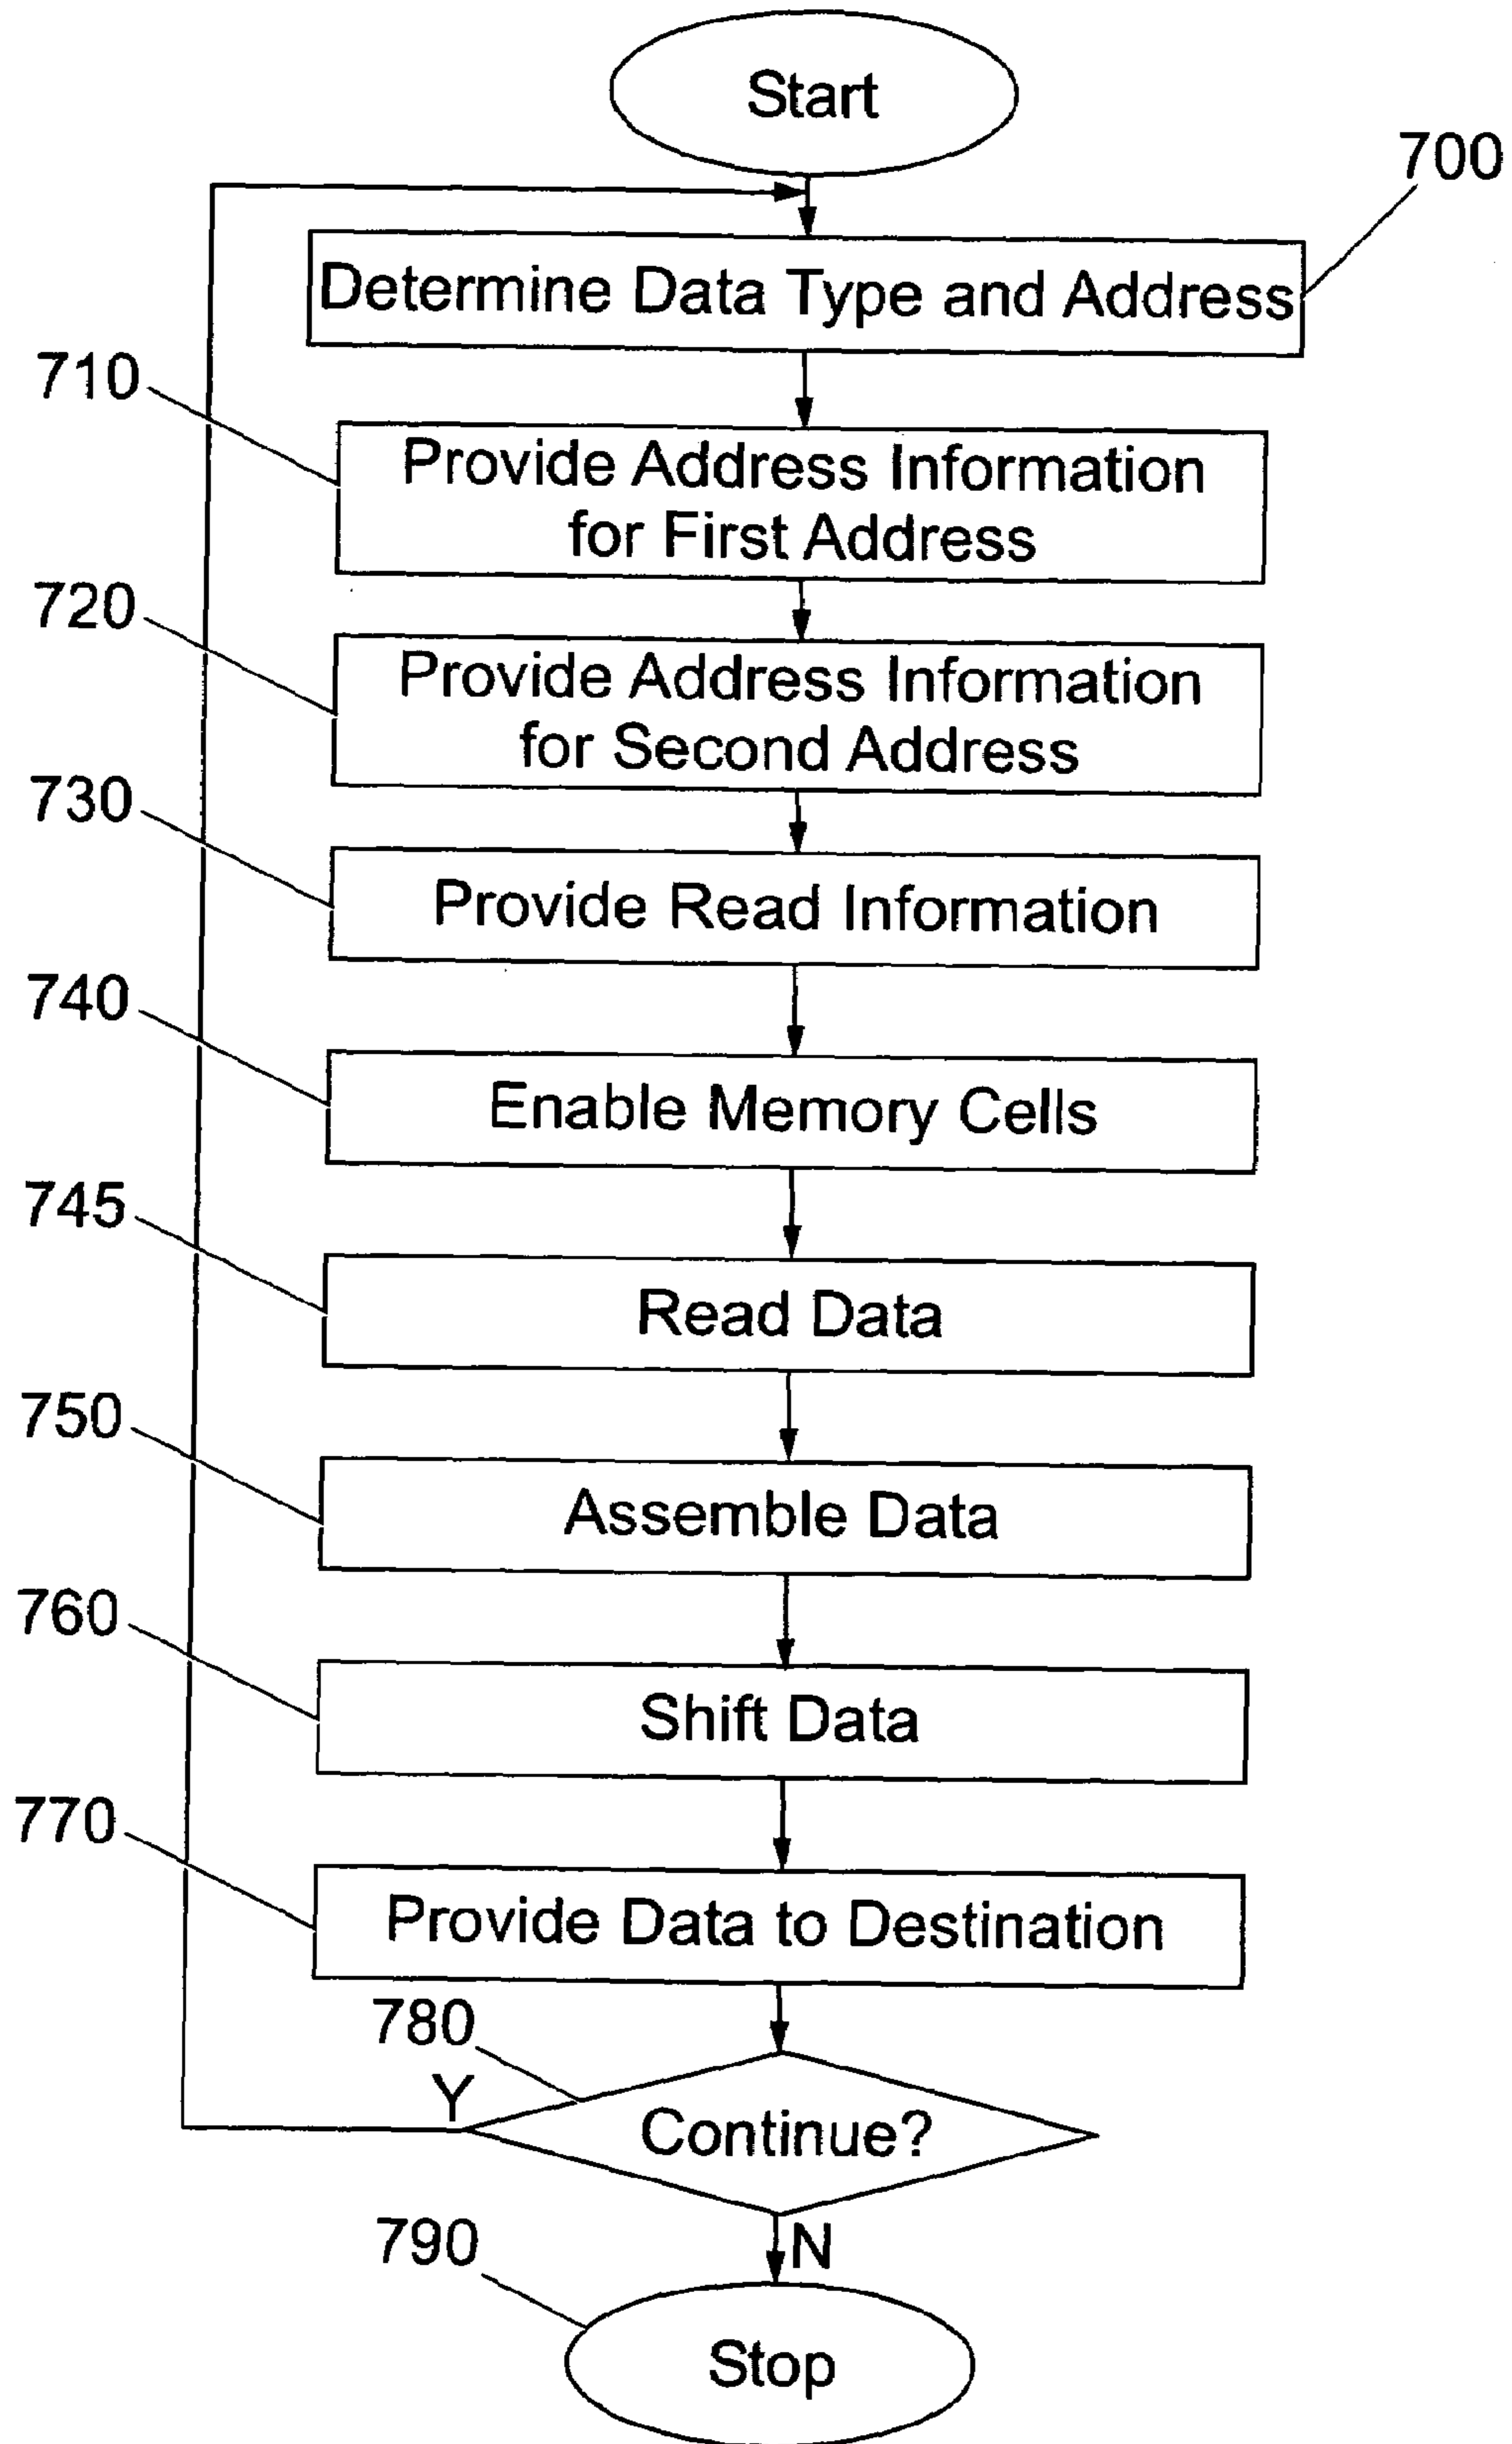 Start
700
Determine Data Type and Address
710
Provide Address Information
for First Address
720
Provide Address Information
for Second Address
730
Provide Read Information
740
Enable Memory Cells
745
Read Data
750
Assemble Data
760
Shift Data
770
Provide Data to Destination
780
Y
Continue?
790
N
Stop